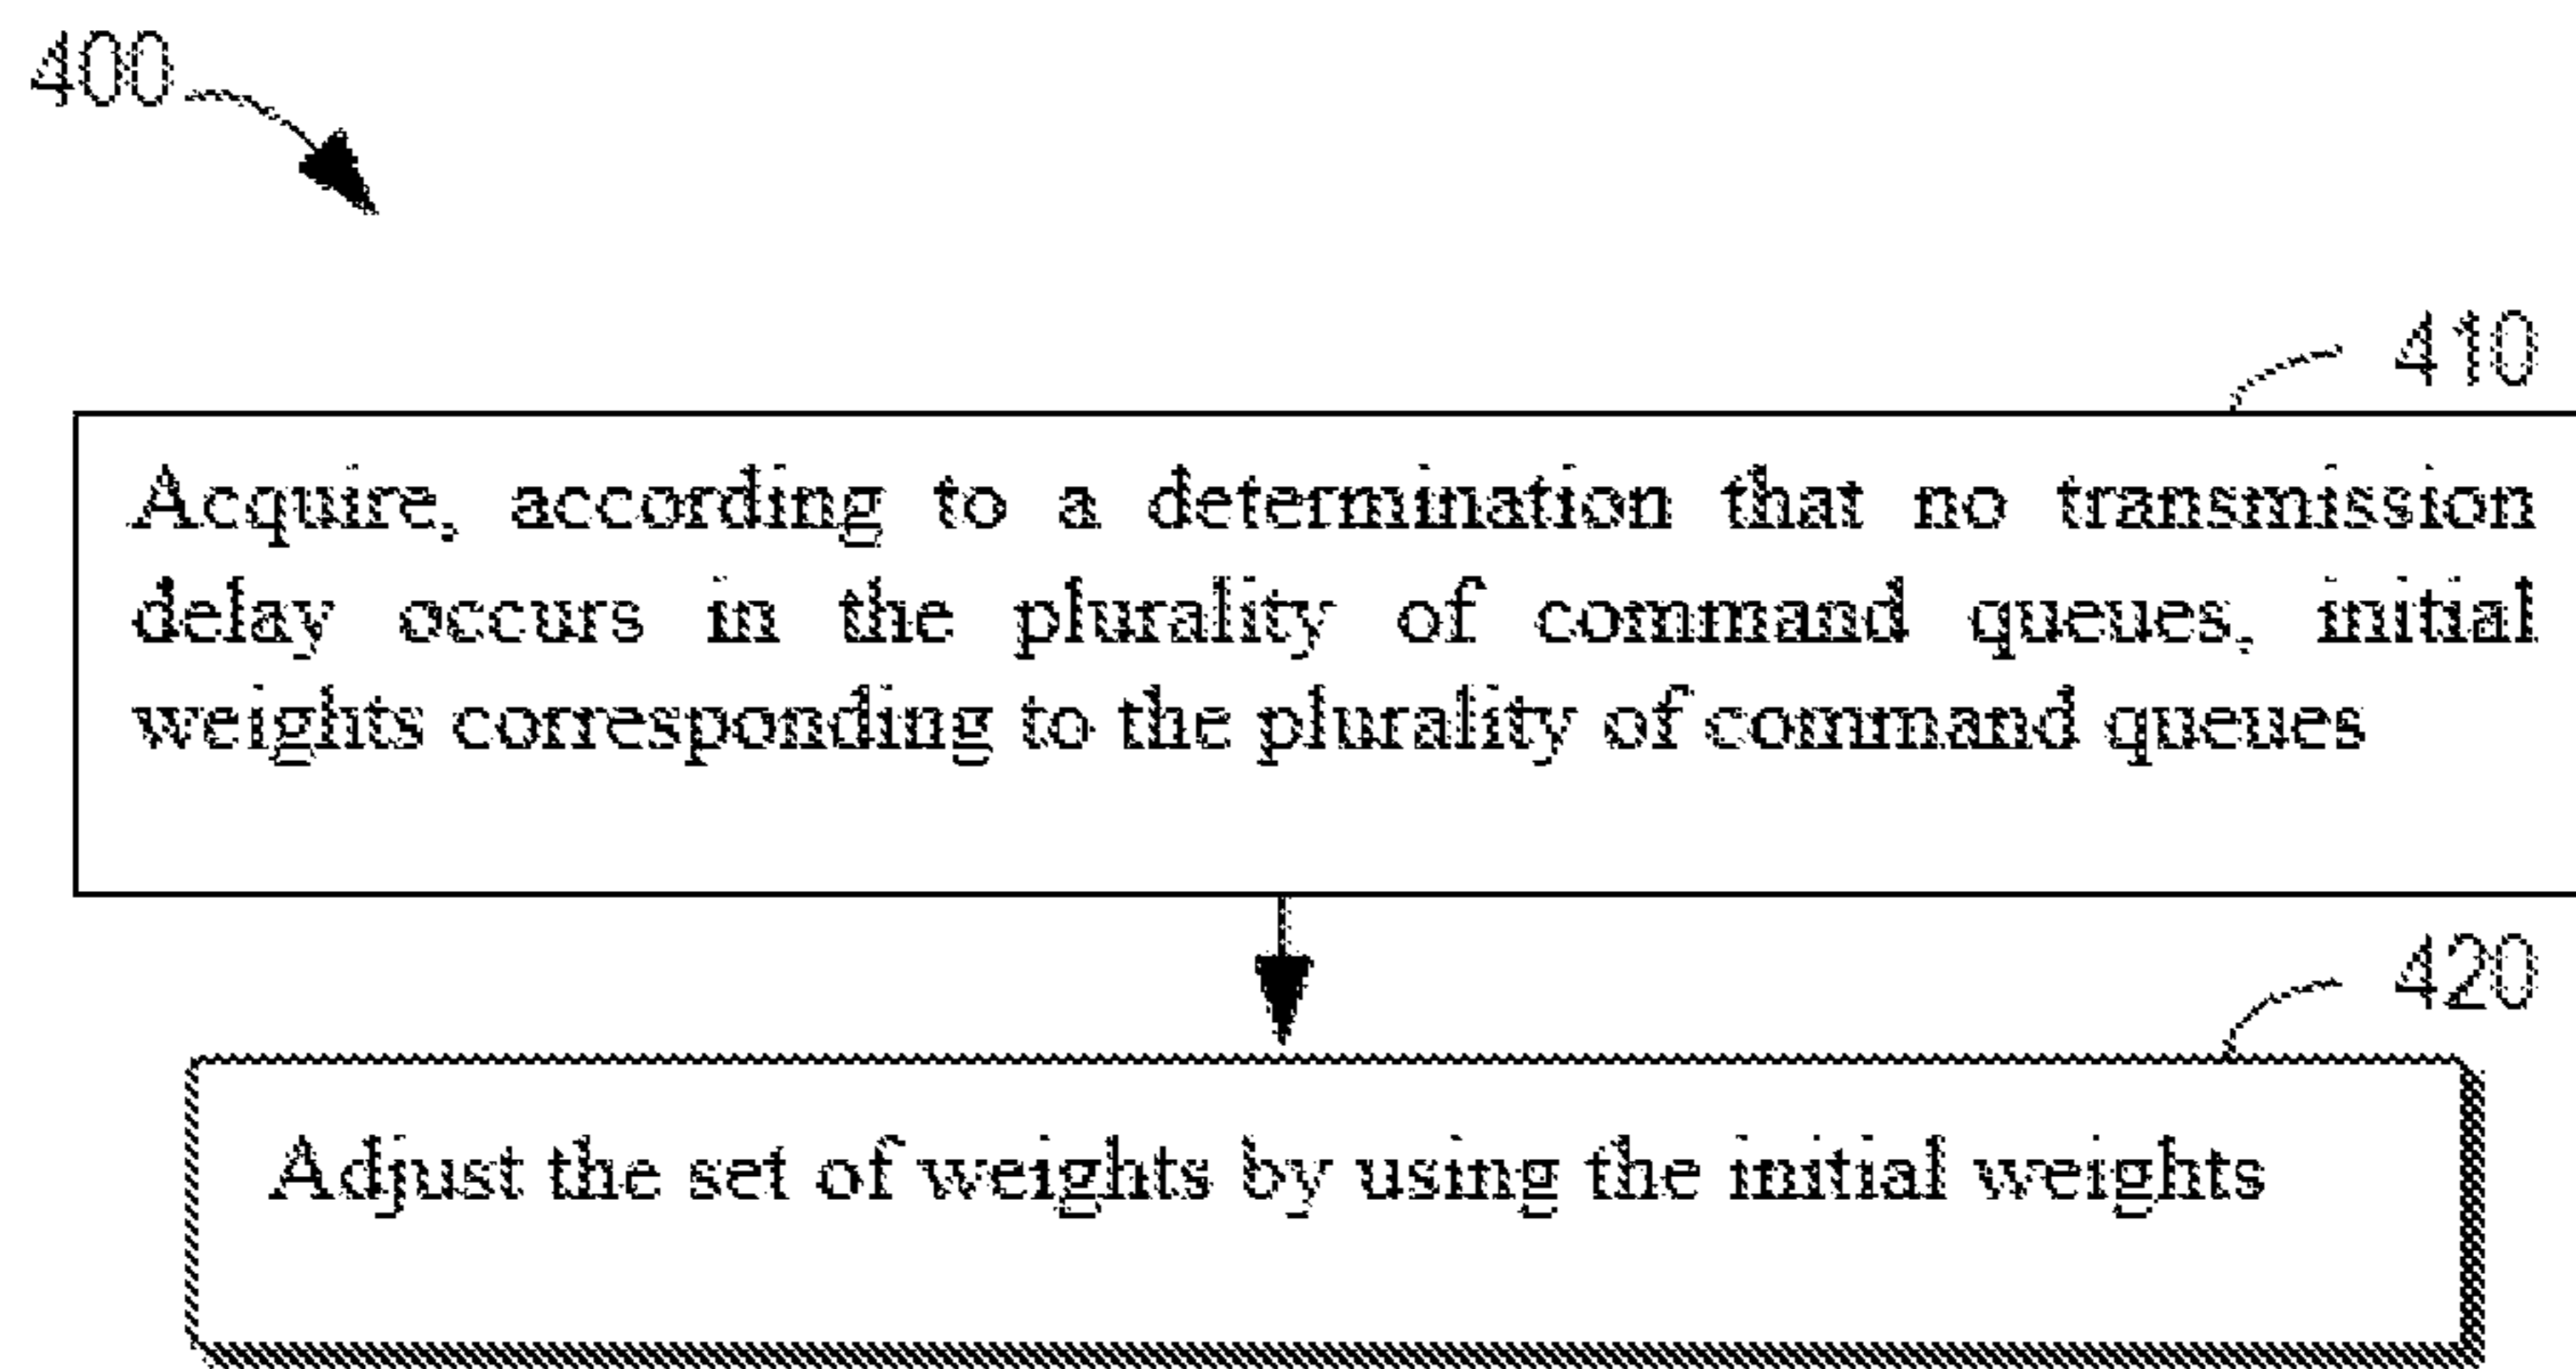 400
410
Acquire, according to a determination that no transmission
delay occurs in the plurality of command queues, initial
weights corresponding to the plurality of command queues
420
Adjust the set of weights by using the initial weights